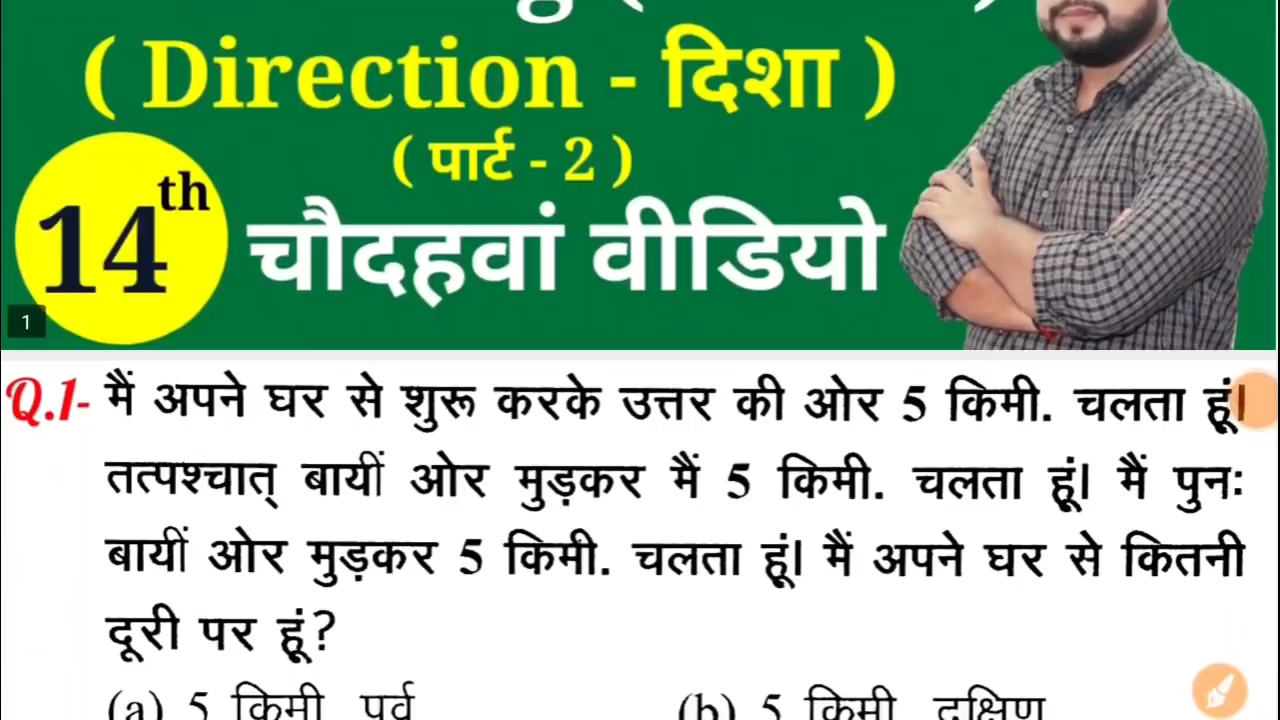 ( Direction - दिशा )
( पार्ट - 2 )
14th चौदहवां वीडियो
1
Q.1- मैं अपने घर से शुरू करके उत्तर की ओर 5 किमी. चलता हूं।
तत्पश्चात् बायीं ओर मुड़कर मैं 5 किमी. चलता हूं। मैं पुनः
बायीं ओर मुड़कर 5 किमी. चलता हूं। मैं अपने घर से कितनी
दूरी पर हूं?
(a) 5 किमी पूर्व (b) 5 किमी दक्षिण